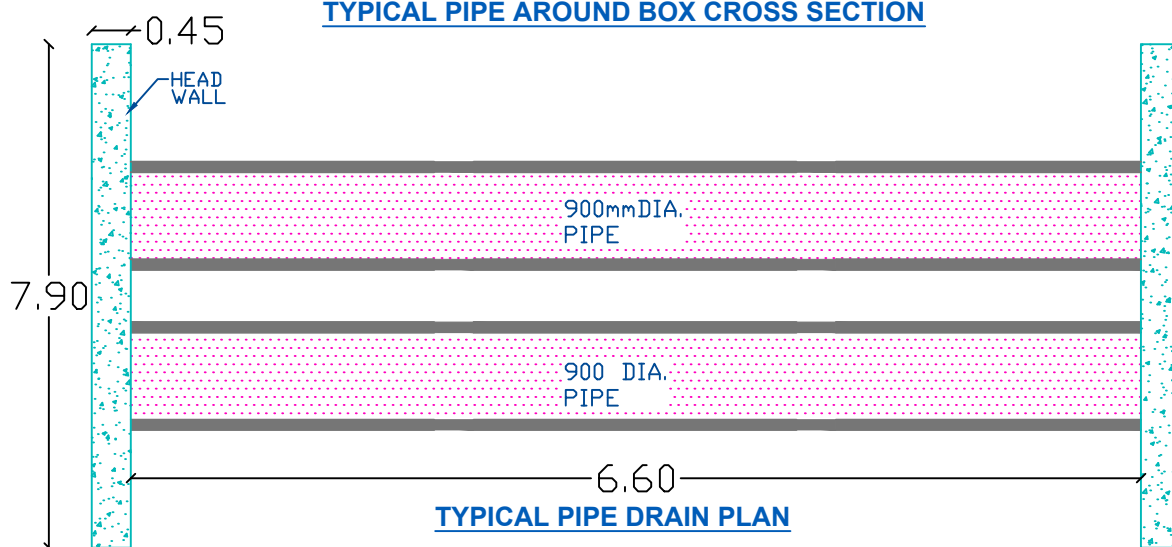 TYPICAL PIPE AROUND BOX CROSS SECTION
0.45
HEAD
WALL
900mmDIA.
PIPE
7.90
900 DIA.
PIPE
6.60
TYPICAL PIPE DRAIN PLAN